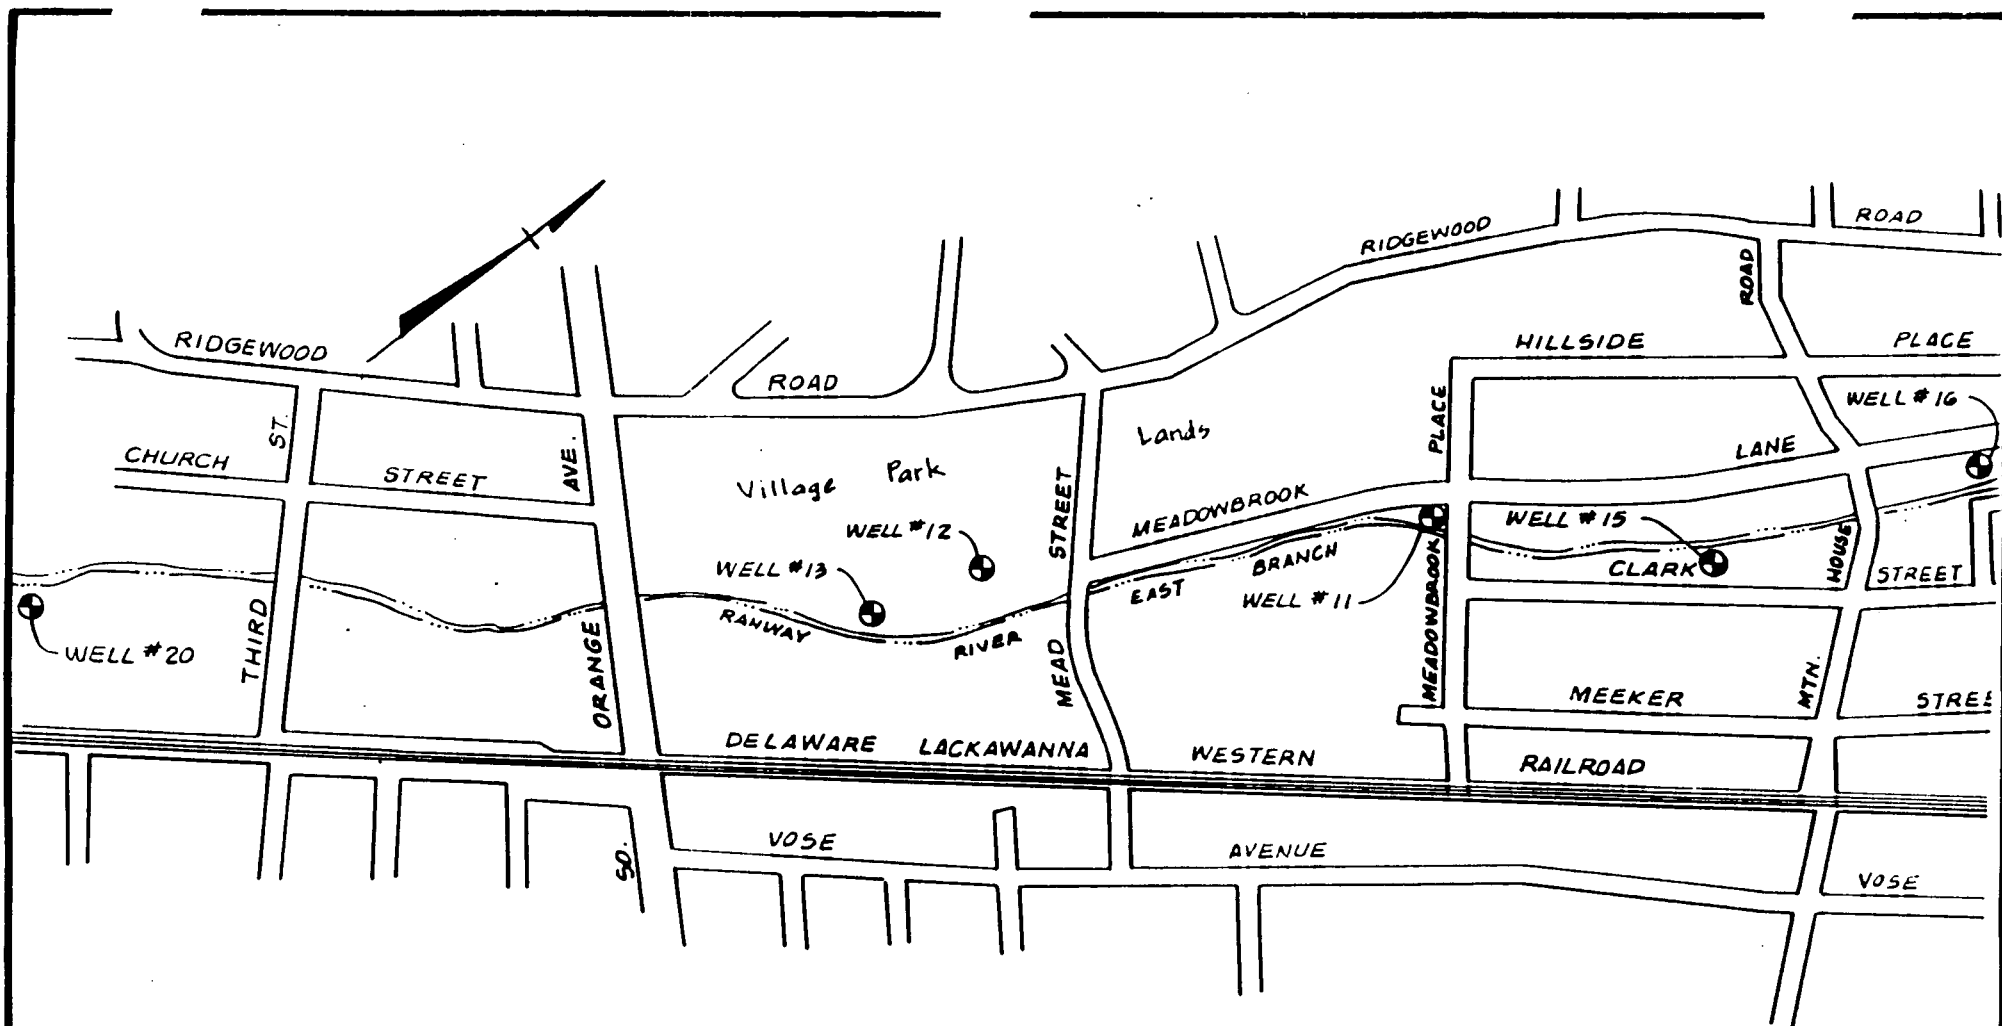 RIDGEWOOD
ROAD
RIDGEWOOD
ROAD
ROAD
HILLSIDE
PLACE
ST.
CHURCH
STREET
AVE.
Village Park
Lands
PLACE
LANE
WELL #16
MEADOWBROOK
STREET
WELL #12
WELL #13
WELL #15
WELL #11
WELL #20
RAHWAY
RIVER
EAST
BRANCH
CLARK
STREET
HOUSE
THIRD
ORANGE
MEAD
MEADOWBROOK
MTN.
MEEKER
STREE
DELAWARE LACKAWANNA WESTERN RAILROAD
SO.
VOSE
AVENUE
VOSE